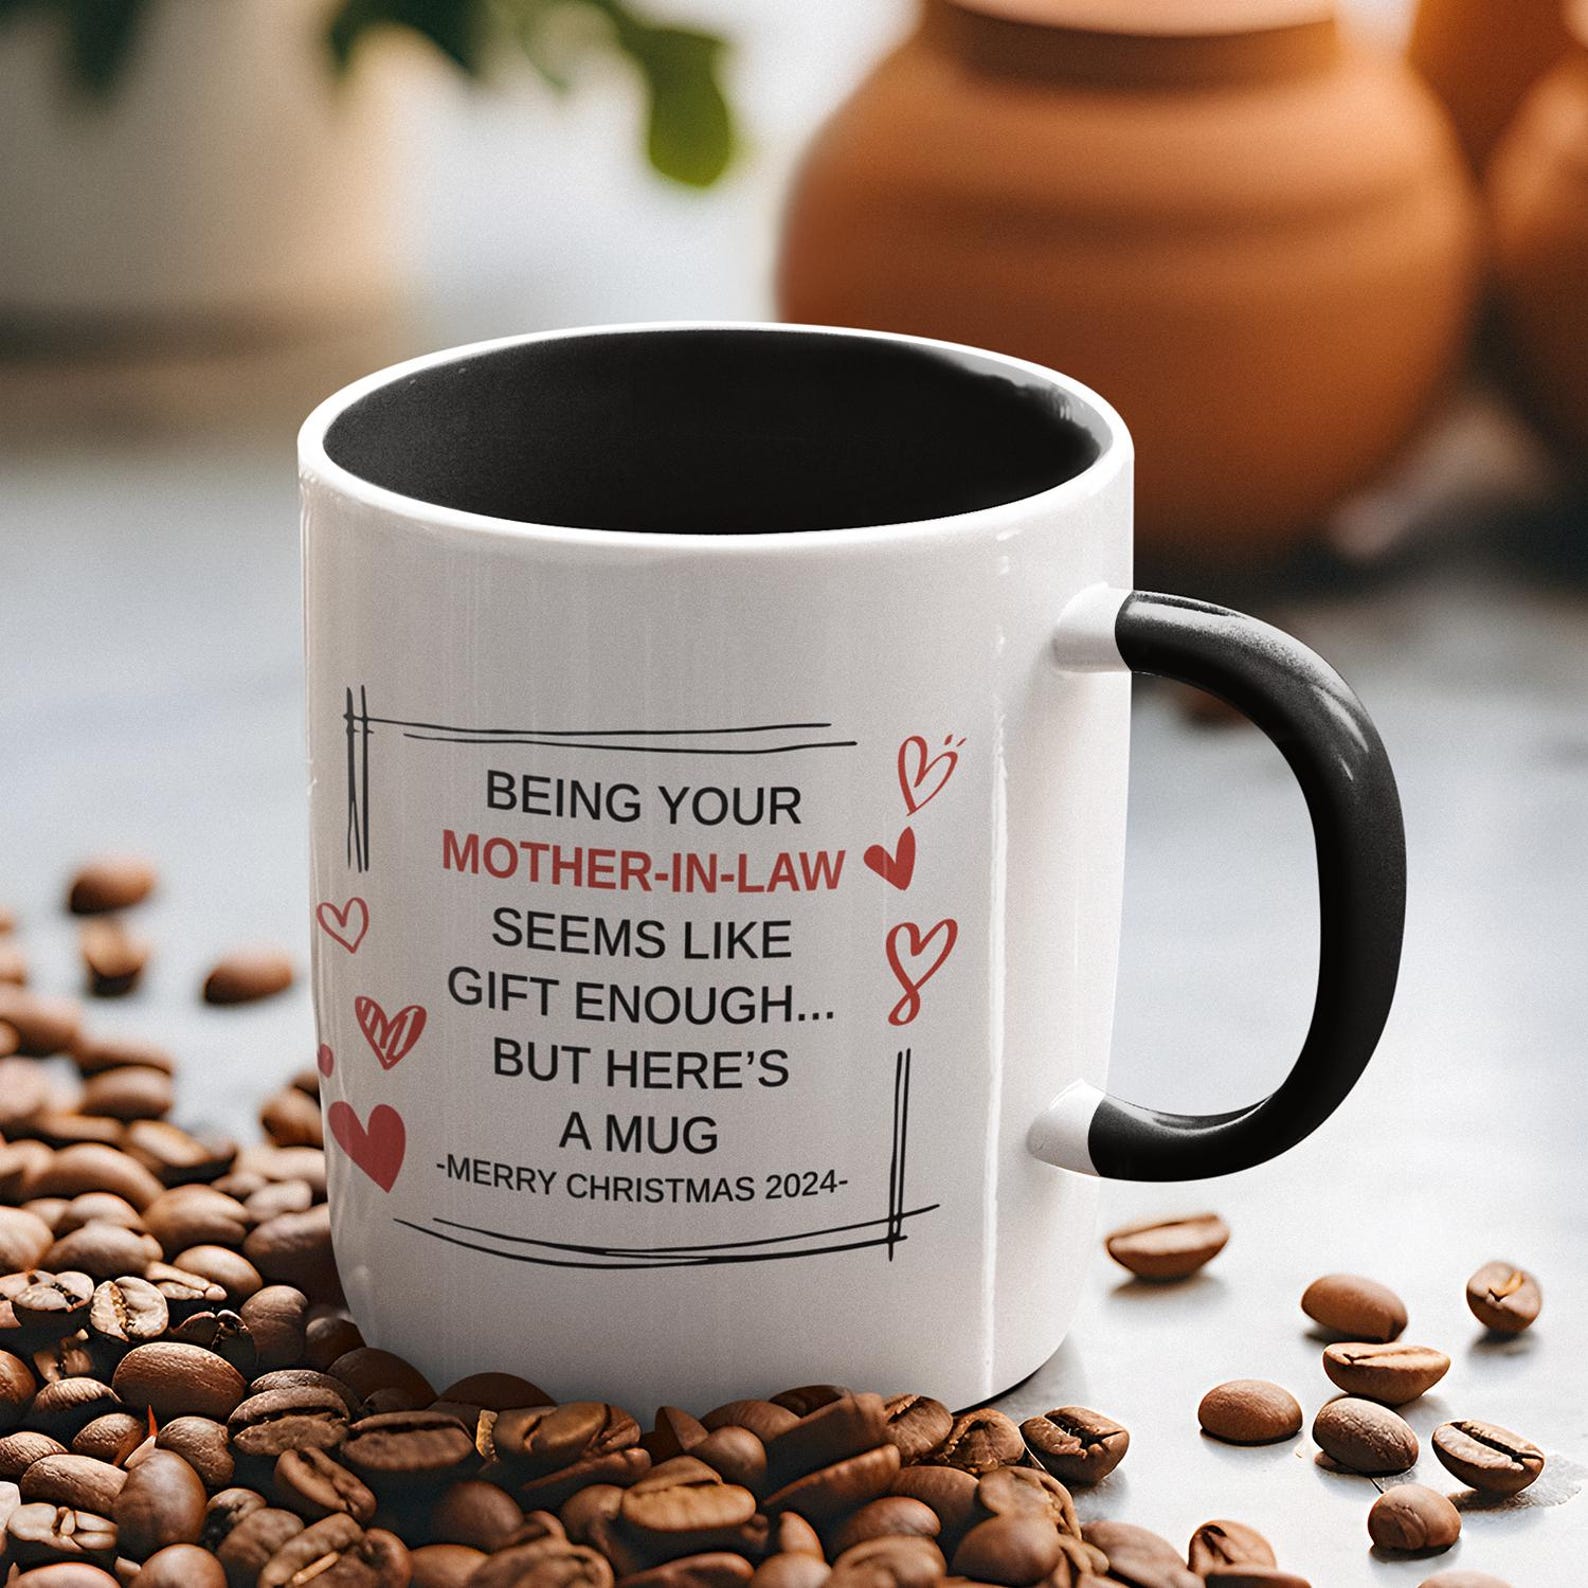 BEING YOUR
MOTHER-IN-LAW
SEEMS LIKE
GIFT ENOUGH...
BUT HERE’S
A MUG
-MERRY CHRISTMAS 2024-